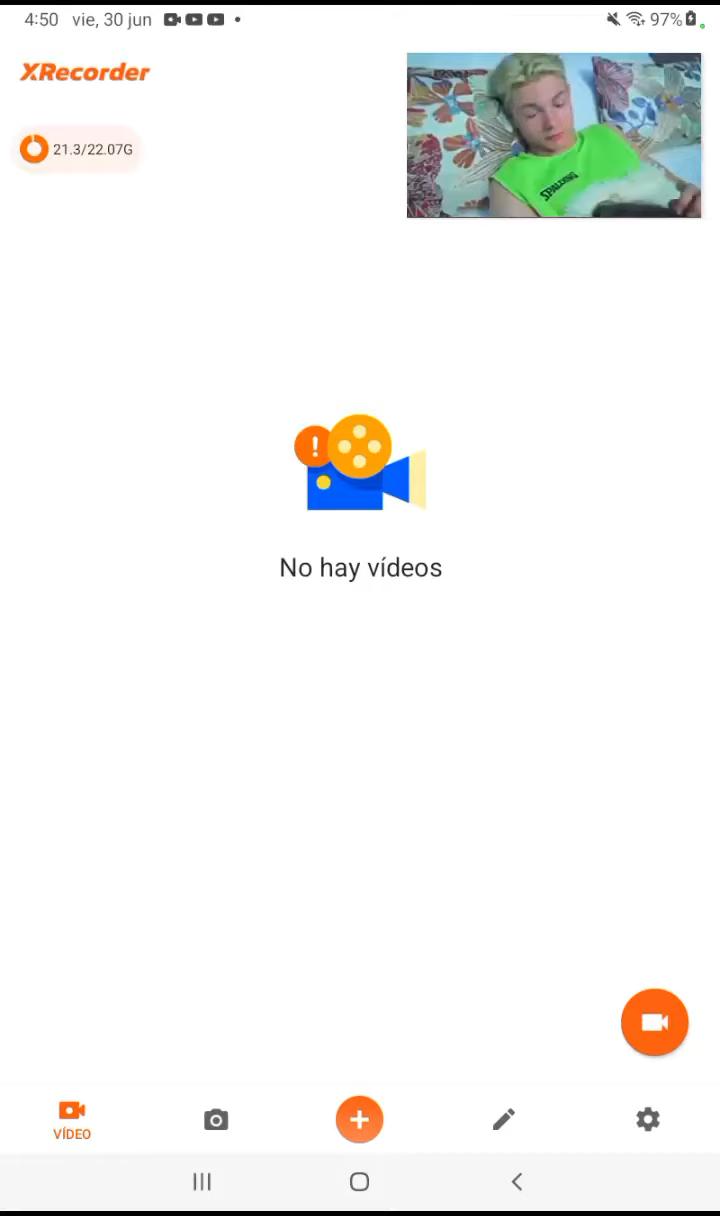 4:50 vie, 30 jun • 97%
XRecorder
21.3/22.07G
SPALDING
!
No hay vídeos
VÍDEO